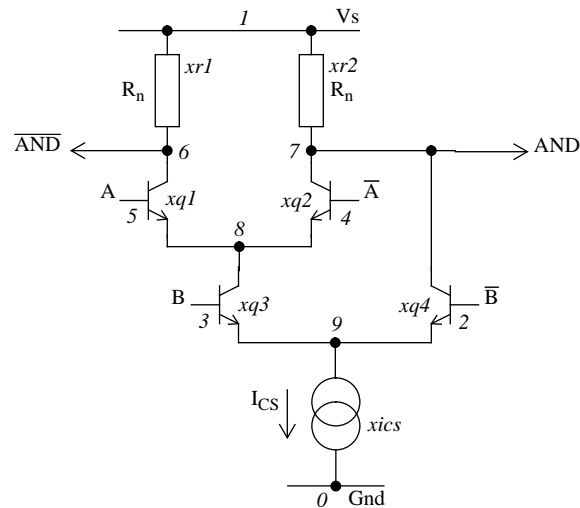 1 Vs
xr1 xr2
Rn Rn
A̅N̅D̅ 6 7 AND
A xq1 xq2 A̅
5 4
8
B xq3 xq4 B̅
3 2
9
ICS
xics
0 Gnd